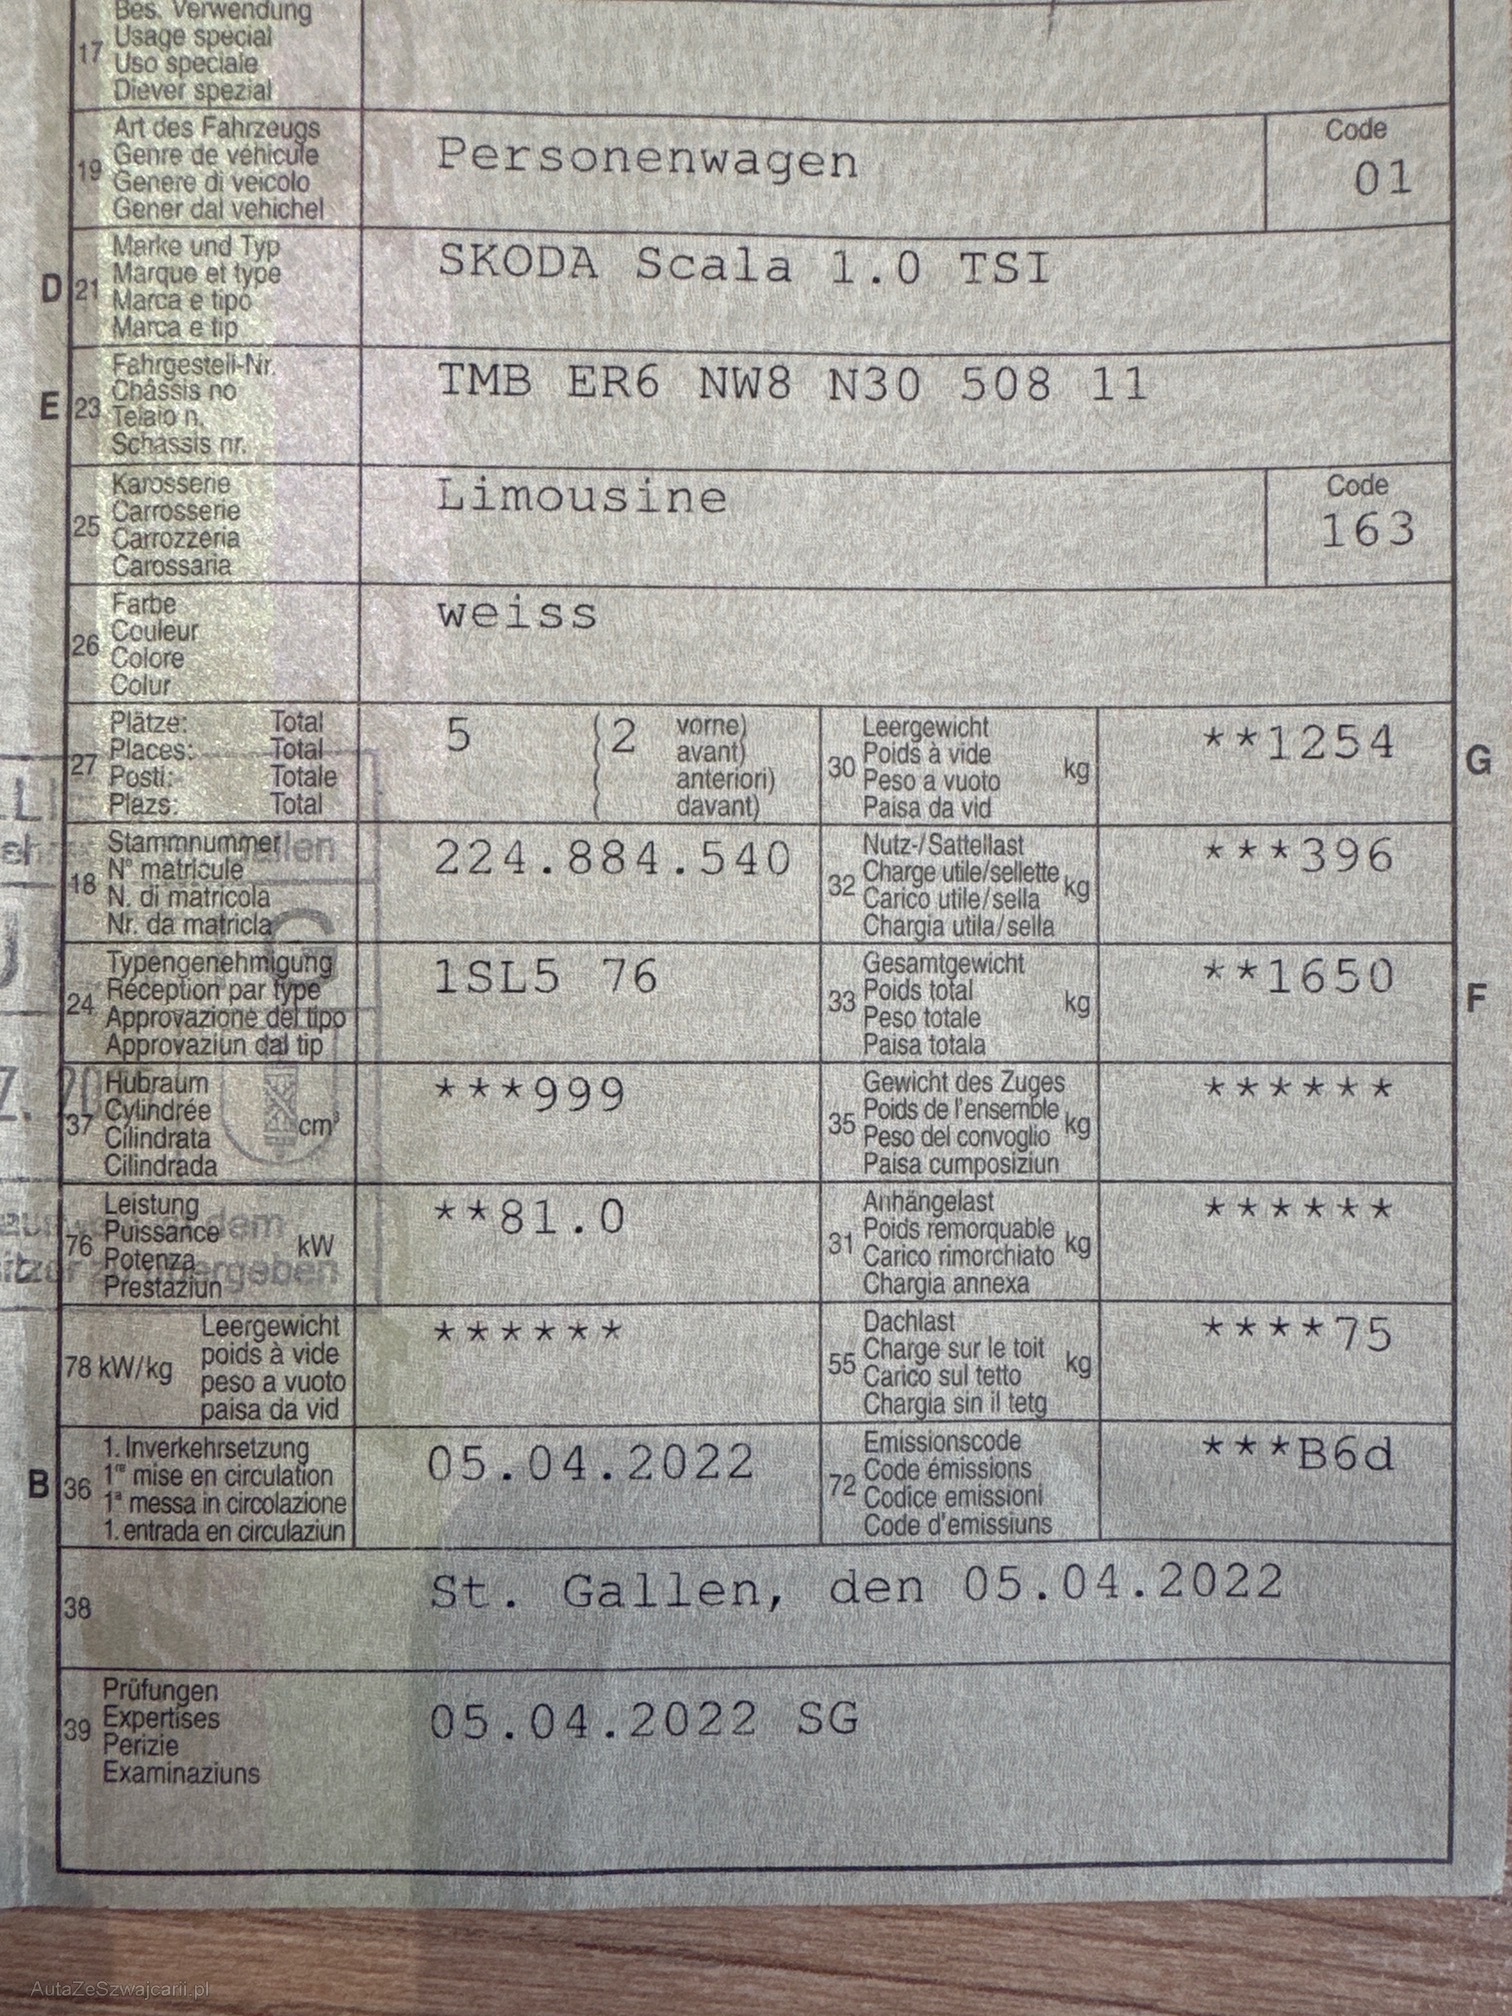 Bes. Verwendung
17 Usage special
Uso speciale
Diever spezial
Art des Fahrzeugs
19 Genre de véhicule
Genere di veicolo
Gener dal vehichel
Personenwagen
Code
01
D 21 Marke und Typ
Marque et type
Marca e tipo
Marca e tip
SKODA Scala 1.0 TSI
E 23 Fahrgestell-Nr.
Châssis no
Telaio n.
Schassis nr.
TMB ER6 NW8 N30 508 11
25 Karosserie
Carrosserie
Carrozzeria
Carossaria
Limousine
Code
163
26 Farbe
Couleur
Colore
Colur
weiss
27 Plätze: Total
Places: Total
Posti: Totale
Plazs: Total
5 (2 vorne)
( avant)
( anteriori)
( davant)
30 Leergewicht
Poids à vide
Peso a vuoto
Paisa da vid
kg
**1254
G
18 Stammnummer
N° matricule
N. di matricola
Nr. da matricla
224.884.540
32 Nutz-/Sattellast
Charge utile/sellette
Carico utile/sella
Chargia utila/sella
kg
***396
24 Typengenehmigung
Réception par type
Approvazione del tipo
Approvaziun dal tip
1SL5 76
33 Gesamtgewicht
Poids total
Peso totale
Paisa totala
kg
**1650
F
37 Hubraum
Cylindrée
Cilindrata
Cilindrada
cm³
***999
35 Gewicht des Zuges
Poids de l'ensemble
Peso del convoglio
Paisa cumposiziun
kg
******
76 Leistung
Puissance
Potenza
Prestaziun
kW
**81.0
31 Anhängelast
Poids remorquable
Carico rimorchiato
Chargia annexa
kg
******
78 kW/kg
Leergewicht
poids à vide
peso a vuoto
paisa da vid
******
55 Dachlast
Charge sur le toit
Carico sul tetto
Chargia sin il tetg
kg
****75
B 36 1. Inverkehrsetzung
1re mise en circulation
1a messa in circolazione
1. entrada en circulaziun
05.04.2022
72 Emissionscode
Code émissions
Codice emissioni
Code d'emissiuns
***B6d
38
St. Gallen, den 05.04.2022
39 Prüfungen
Expertises
Perizie
Examinaziuns
05.04.2022 SG
AutaZeSzwajcarii.pl